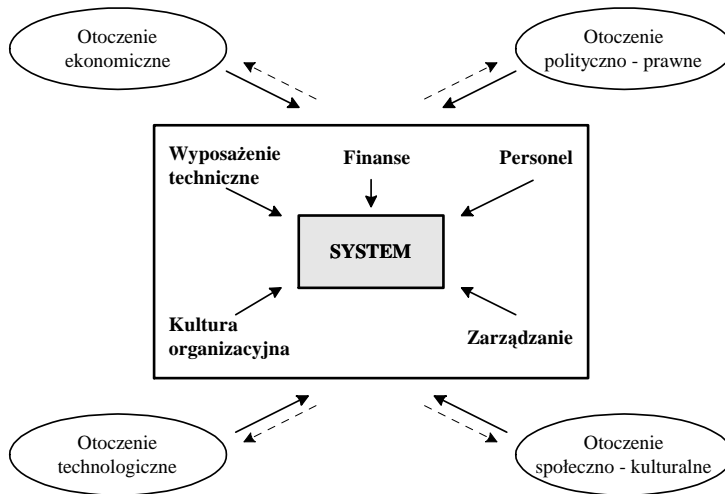 Otoczenie
ekonomiczne
Otoczenie
polityczno - prawne
Wyposażenie
techniczne
Finanse
Personel
SYSTEM
Kultura
organizacyjna
Zarządzanie
Otoczenie
technologiczne
Otoczenie
społeczno - kulturalne